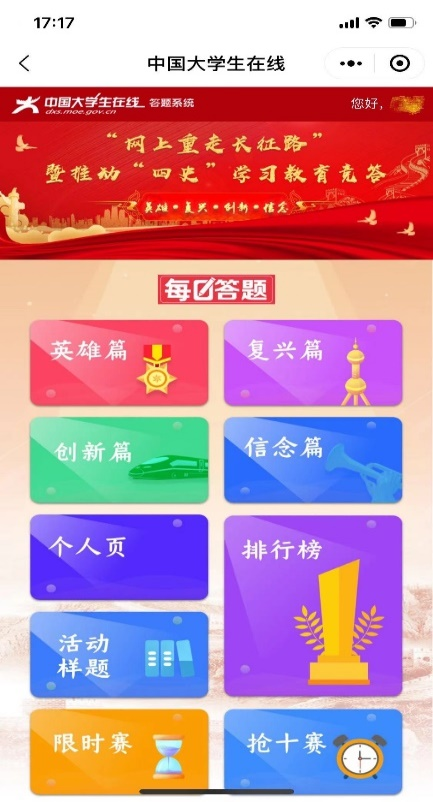 17:17
中国大学生在线
中国大学生在线 答题系统
dxs.moe.gov.cn
您好,
“网上重走长征路”
暨推动“四史”学习教育竞答
英雄·复兴·创新·信念
每日答题
英雄篇
复兴篇
创新篇
信念篇
个人页
排行榜
活动
样题
限时赛
抢十赛